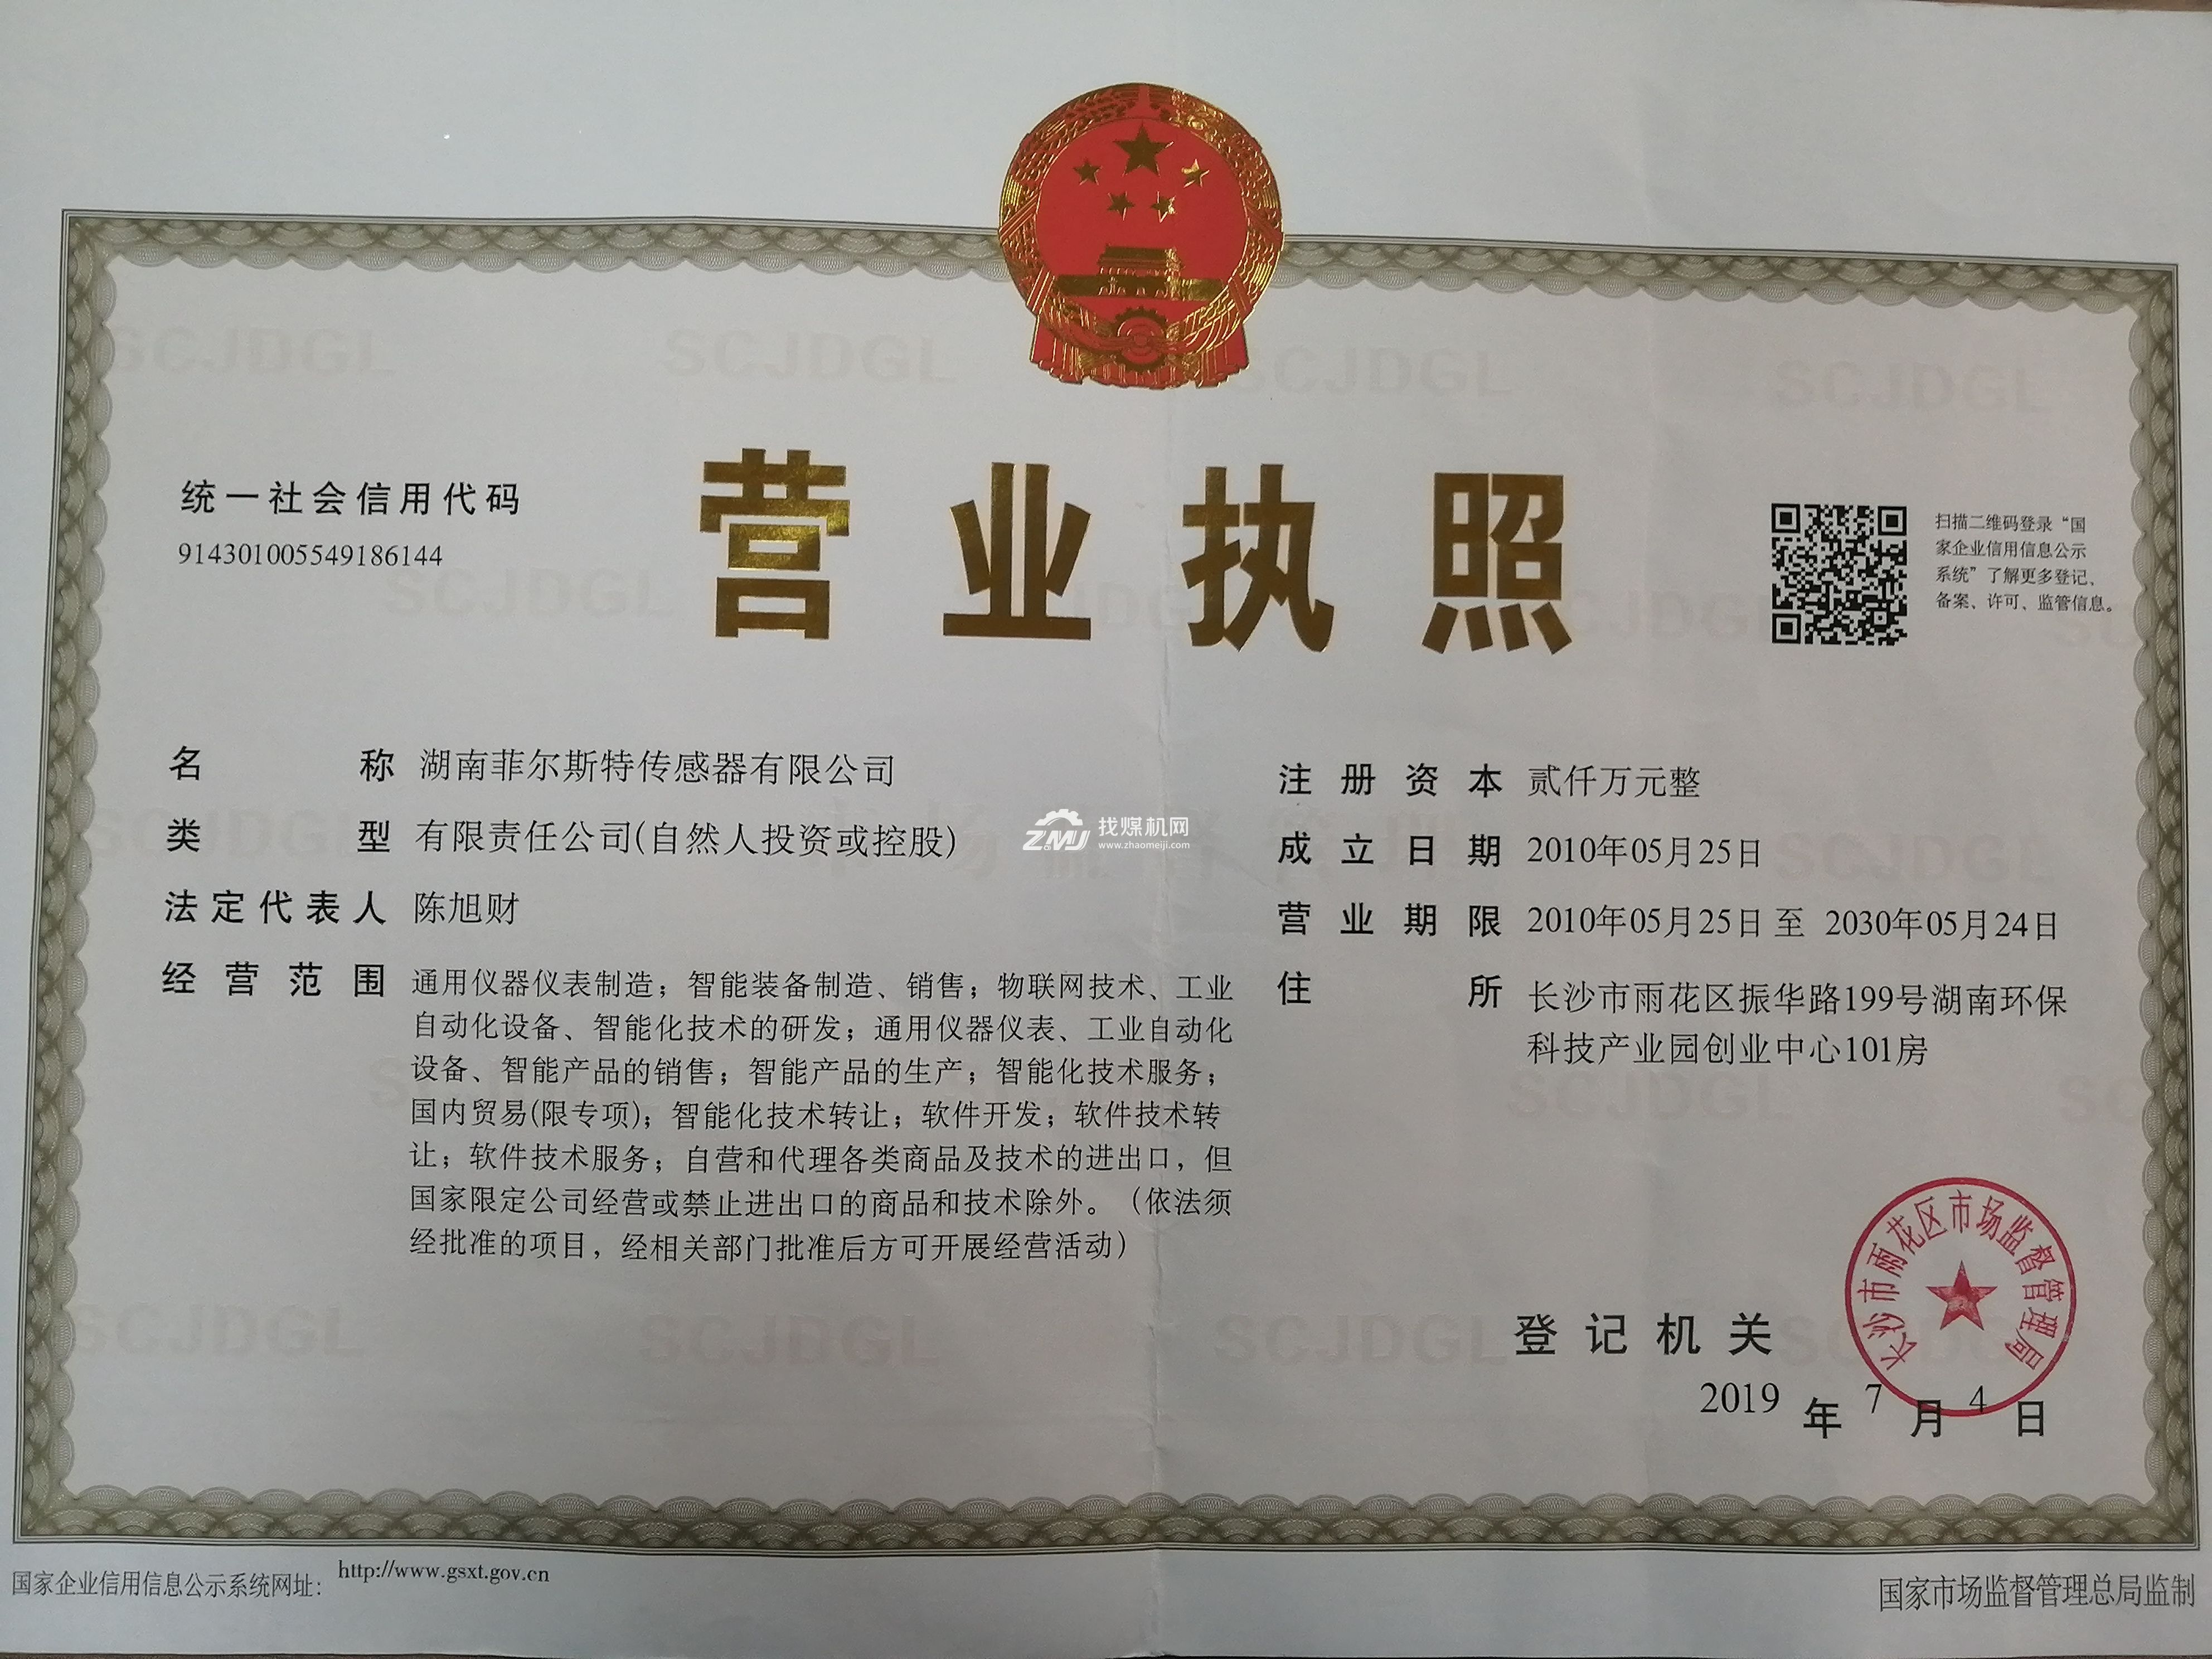 营业执照
统一社会信用代码
914301005549186144
扫描二维码登录“国
家企业信用信息公示
系统”了解更多登记、
备案、许可、监管信息。
名称 湖南菲尔斯特传感器有限公司
类型 有限责任公司(自然人投资或控股)
法定代表人 陈旭财
经营范围 通用仪器仪表制造；智能装备制造、销售；物联网技术、工业
自动化设备、智能化技术的研发；通用仪器仪表、工业自动化
设备、智能产品的销售；智能产品的生产；智能化技术服务；
国内贸易(限专项)；智能化技术转让；软件开发；软件技术转
让；软件技术服务；自营和代理各类商品及技术的进出口，但
国家限定公司经营或禁止进出口的商品和技术除外。（依法须
经批准的项目，经相关部门批准后方可开展经营活动）
注册资本 贰仟万元整
成立日期 2010年05月25日
营业期限 2010年05月25日 至 2030年05月24日
住所 长沙市雨花区振华路199号湖南环保
科技产业园创业中心101房
ZMJ 找煤机网
www.zhaomeiji.com
登记机关
长沙市雨花区市场监督管理局
2019 年 7 月 4 日
国家企业信用信息公示系统网址: http://www.gsxt.gov.cn
国家市场监督管理总局监制
SCJDGL
SCJDGL
SCJDGL
SCJDGL
SCJDGL
SCJDGL
SCJDGL
SCJDGL
SCJDGL